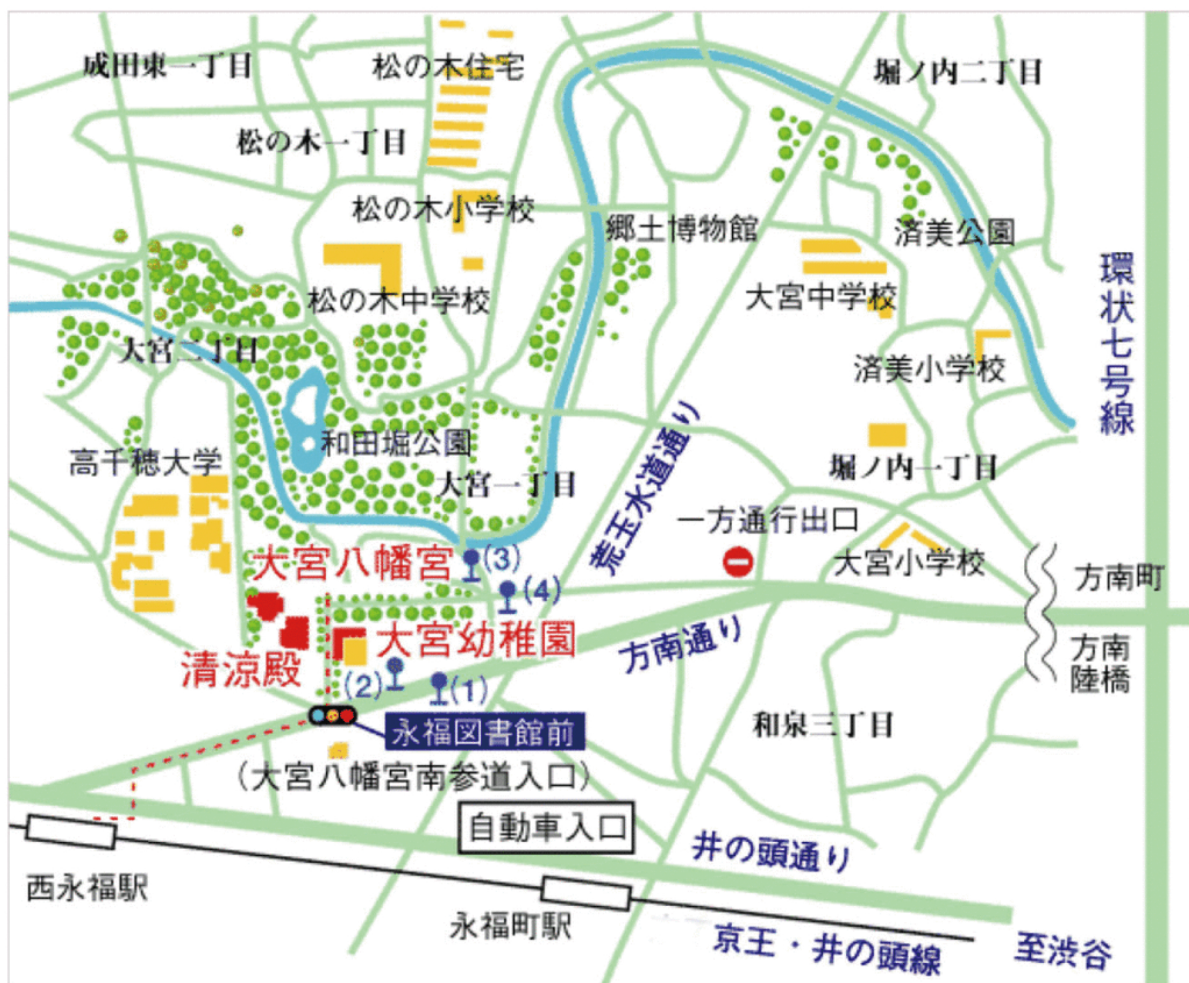 成田東一丁目
松の木住宅
堀ノ内二丁目
松の木一丁目
松の木小学校
郷土博物館
済美公園
環状七号線
松の木中学校
大宮中学校
大宮二丁目
済美小学校
和田堀公園
高千穂大学
大宮一丁目
荒玉水道通り
堀ノ内一丁目
一方通行出口
大宮八幡宮
(3)
(4)
大宮小学校
方南町
大宮幼稚園
方南通り
方南
陸橋
清涼殿
(2)
(1)
永福図書館前
和泉三丁目
(大宮八幡宮南参道入口)
自動車入口
井の頭通り
西永福駅
永福町駅
京王・井の頭線
至渋谷